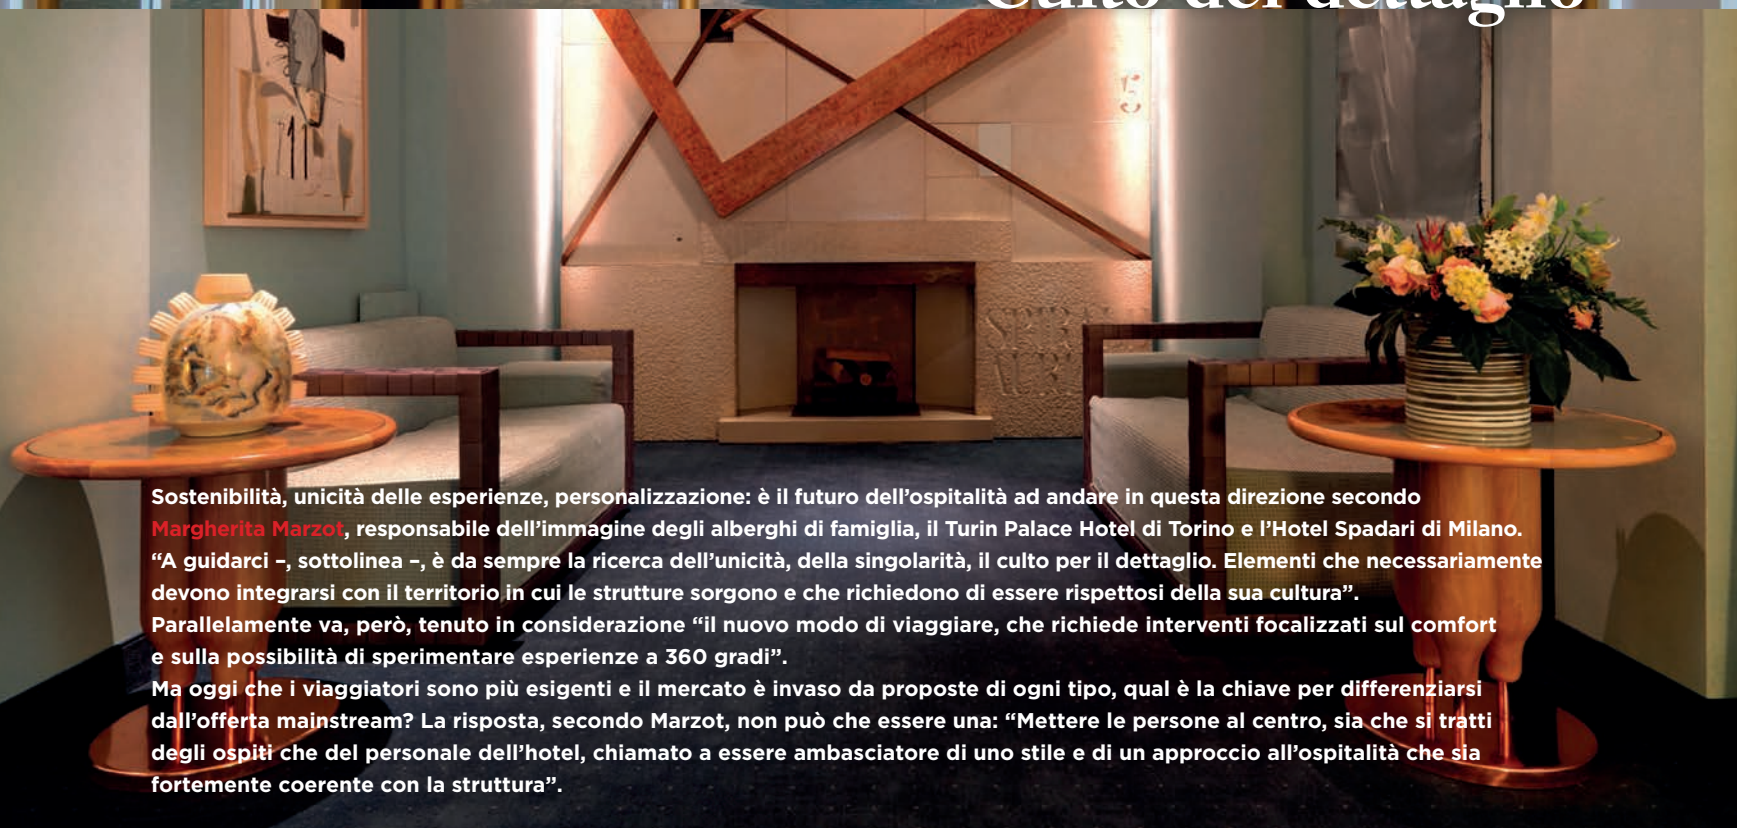 Culto del dettaglio
Sostenibilità, unicità delle esperienze, personalizzazione: è il futuro dell’ospitalità ad andare in questa direzione secondo
Margherita Marzot, responsabile dell’immagine degli alberghi di famiglia, il Turin Palace Hotel di Torino e l’Hotel Spadari di Milano.
“A guidarci –, sottolinea –, è da sempre la ricerca dell’unicità, della singolarità, il culto per il dettaglio. Elementi che necessariamente
devono integrarsi con il territorio in cui le strutture sorgono e che richiedono di essere rispettosi della sua cultura”.
Parallelamente va, però, tenuto in considerazione “il nuovo modo di viaggiare, che richiede interventi focalizzati sul comfort
e sulla possibilità di sperimentare esperienze a 360 gradi”.
Ma oggi che i viaggiatori sono più esigenti e il mercato è invaso da proposte di ogni tipo, qual è la chiave per differenziarsi
dall’offerta mainstream? La risposta, secondo Marzot, non può che essere una: “Mettere le persone al centro, sia che si tratti
degli ospiti che del personale dell’hotel, chiamato a essere ambasciatore di uno stile e di un approccio all’ospitalità che sia
fortemente coerente con la struttura”.